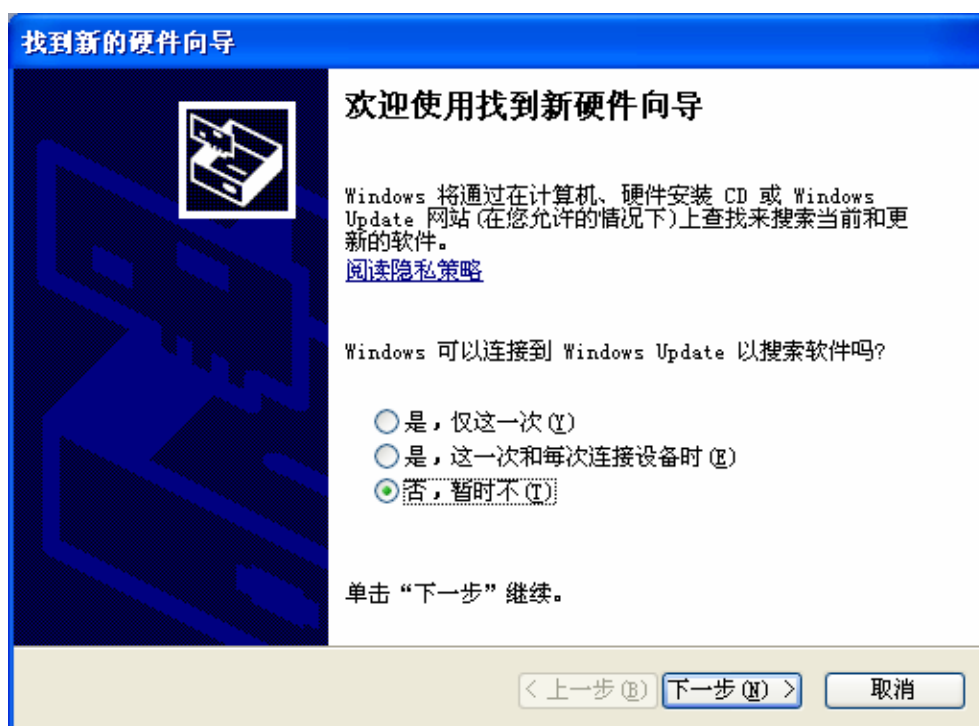 找到新的硬件向导
欢迎使用找到新硬件向导
Windows 将通过在计算机、硬件安装 CD 或 Windows
Update 网站(在您允许的情况下)上查找来搜索当前和更
新的软件。
阅读隐私策略
Windows 可以连接到 Windows Update 以搜索软件吗?
是，仅这一次(Y)
是，这一次和每次连接设备时(E)
否，暂时不(T)
单击“下一步”继续。
< 上一步(B) 下一步(N) > 取消